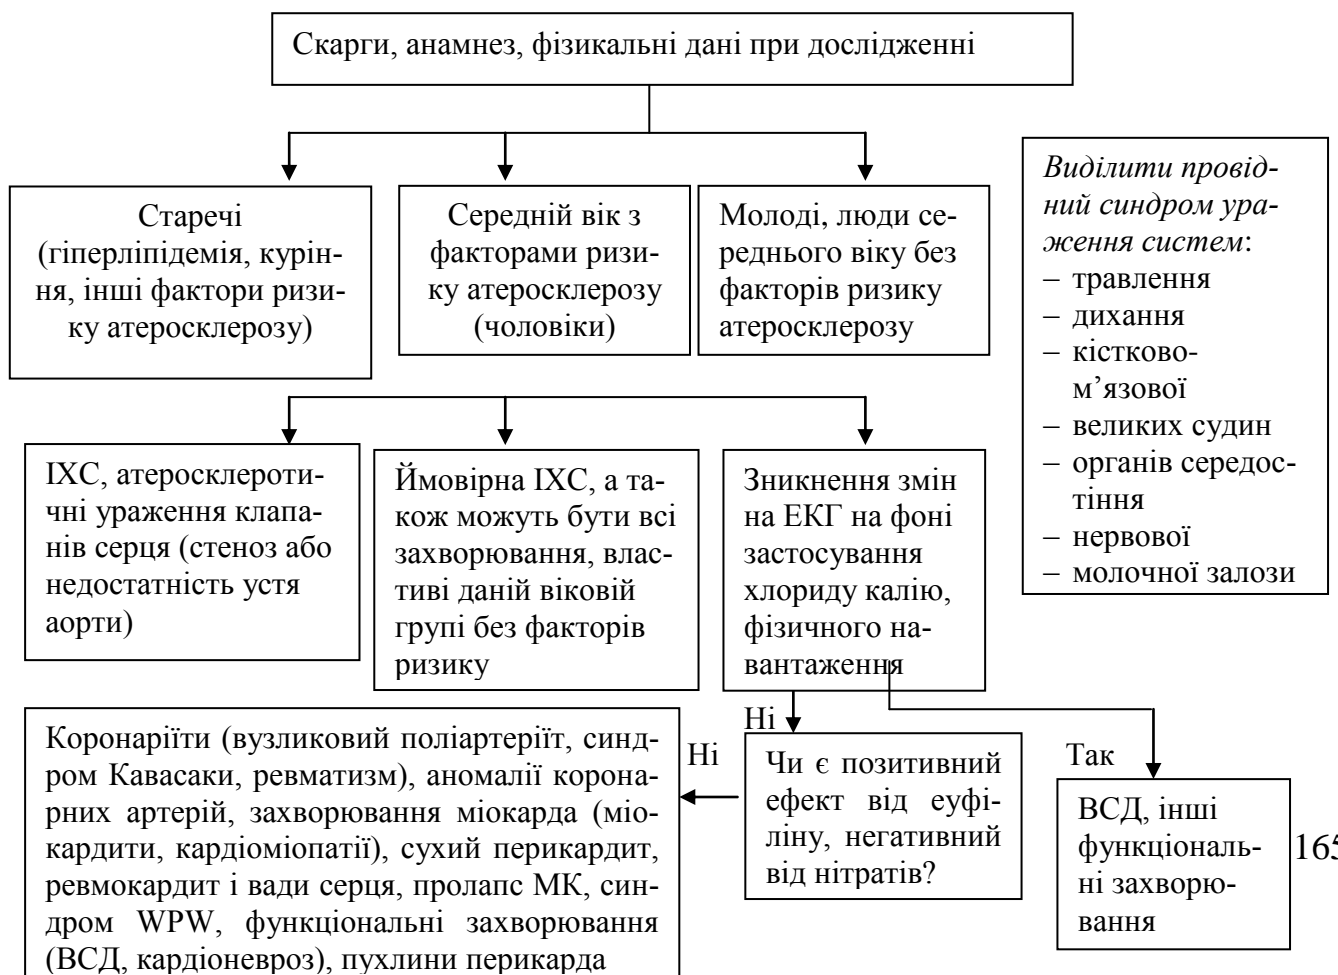 Скарги, анамнез, фізикальні дані при дослідженні
Старечі
(гіперліпідемія, курін-
ня, інші фактори ризи-
ку атеросклерозу)
Середній вік з
факторами ризи-
ку атеросклерозу
(чоловіки)
Молоді, люди се-
реднього віку без
факторів ризику
атеросклерозу
Виділити провід-
ний синдром ура-
ження систем:
– травлення
– дихання
– кістково-
м’язової
– великих судин
– органів середос-
тіння
– нервової
– молочної залози
ІХС, атеросклероти-
чні ураження клапа-
нів серця (стеноз або
недостатність устя
аорти)
Ймовірна ІХС, а та-
кож можуть бути всі
захворювання, влас-
тиві даній віковій
групі без факторів
ризику
Зникнення змін
на ЕКГ на фоні
застосування
хлориду калію,
фізичного на-
вантаження
Ні
Так
Чи є позитивний
ефект від еуфі-
ліну, негативний
від нітратів?
Ні
Коронаріїти (вузликовий поліартеріїт, синд-
ром Кавасаки, ревматизм), аномалії корона-
рних артерій, захворювання міокарда (міо-
кардити, кардіоміопатії), сухий перикардит,
ревмокардит і вади серця, пролапс МК, син-
дром WPW, функціональні захворювання
(ВСД, кардіоневроз), пухлини перикарда
ВСД, інші
функціональ-
ні захворю-
вання
165